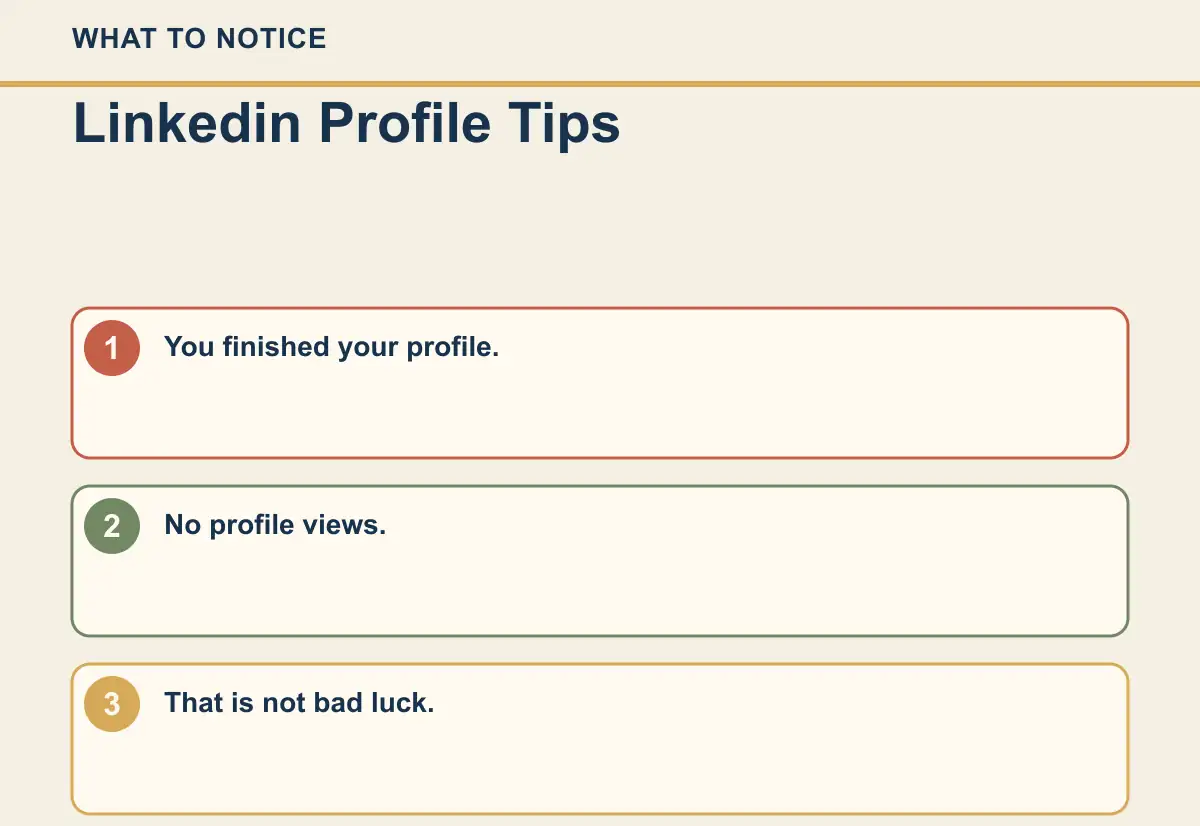 WHAT TO NOTICE
Linkedin Profile Tips
1 You finished your profile.
2 No profile views.
3 That is not bad luck.